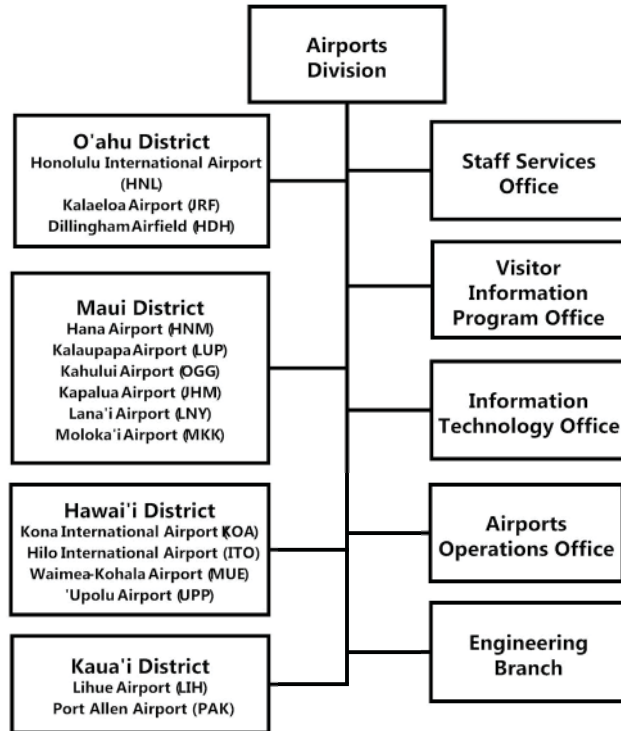 Airports
Division
O'ahu District
Honolulu International Airport
(HNL)
Kalaeloa Airport (JRF)
Dillingham Airfield (HDH)
Maui District
Hana Airport (HNM)
Kalaupapa Airport (LUP)
Kahului Airport (OGG)
Kapalua Airport (JHM)
Lana'i Airport (LNY)
Moloka'i Airport (MKK)
Hawai'i District
Kona International Airport (KOA)
Hilo International Airport (ITO)
Waimea-Kohala Airport (MUE)
'Upolu Airport (UPP)
Kaua'i District
Lihue Airport (LIH)
Port Allen Airport (PAK)
Staff Services
Office
Visitor
Information
Program Office
Information
Technology Office
Airports
Operations Office
Engineering
Branch